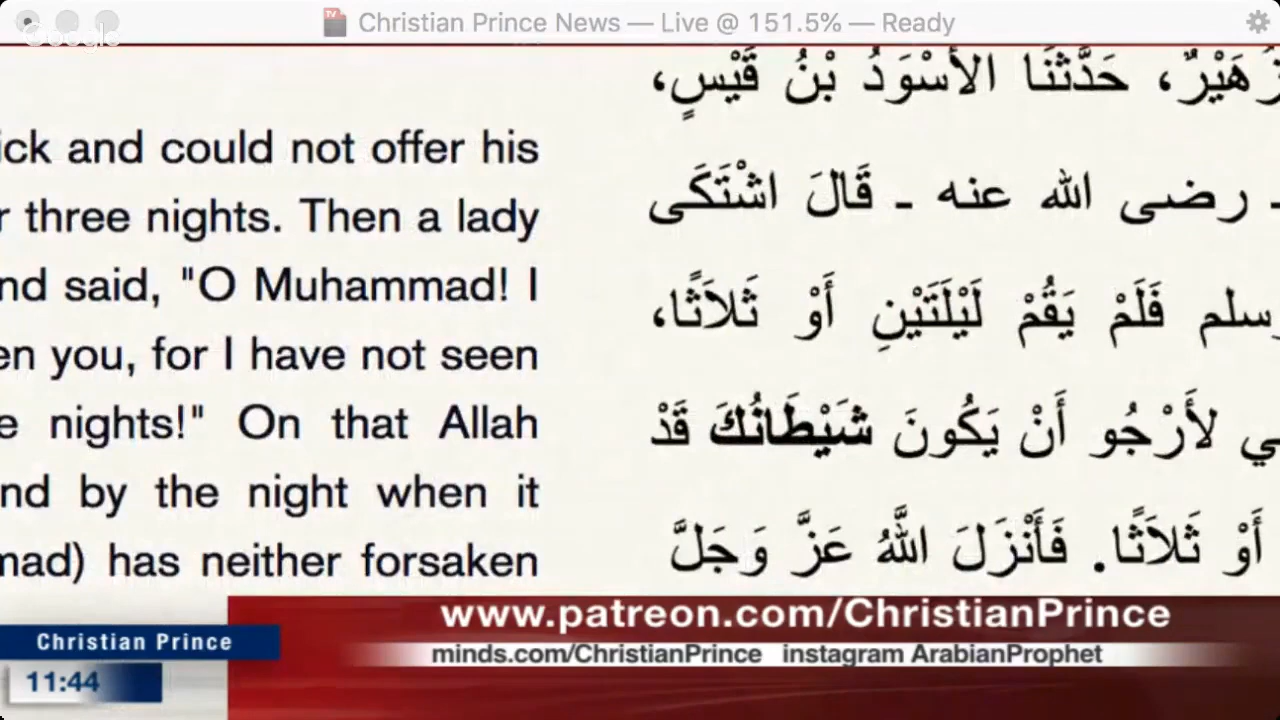 Christian Prince News — Live @ 151.5% — Ready
Google
ick and could not offer his
r three nights. Then a lady
nd said, "O Muhammad! I
en you, for I have not seen
e nights!" On that Allah
nd by the night when it
mad) has neither forsaken
زُهَيْرٌ، حَدَّثَنَا الأَسْوَدُ بْنُ قَيْسٍ،
ـ رضى الله عنه ـ قَالَ اشْتَكَى
وسلم فَلَمْ يَقُمْ لَيْلَتَيْنِ أَوْ ثَلاَثًا،
ي لأَرْجُو أَنْ يَكُونَ شَيْطَانُكَ قَدْ
أَوْ ثَلاَثًا. فَأَنْزَلَ اللَّهُ عَزَّ وَجَلَّ
www.patreon.com/ChristianPrince
Christian Prince
minds.com/ChristianPrince instagram ArabianProphet
11:44